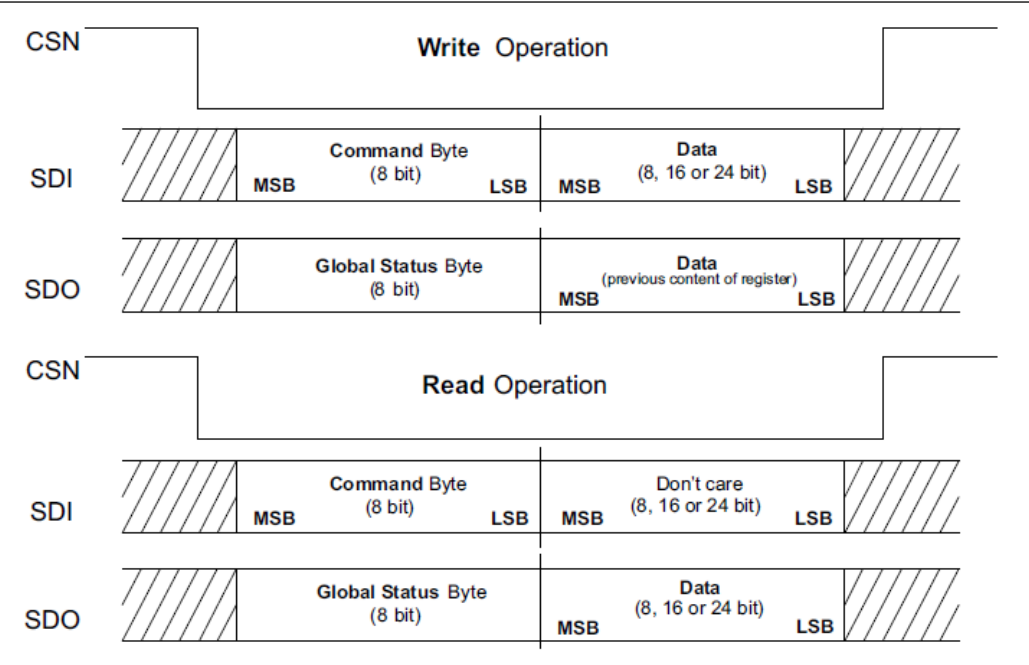 CSN
Write Operation
SDI
Command Byte
(8 bit)
MSB
LSB
Data
(8, 16 or 24 bit)
MSB
LSB
SDO
Global Status Byte
(8 bit)
Data
(previous content of register)
MSB
LSB
CSN
Read Operation
SDI
Command Byte
(8 bit)
MSB
LSB
Don't care
(8, 16 or 24 bit)
MSB
LSB
SDO
Global Status Byte
(8 bit)
Data
(8, 16 or 24 bit)
MSB
LSB